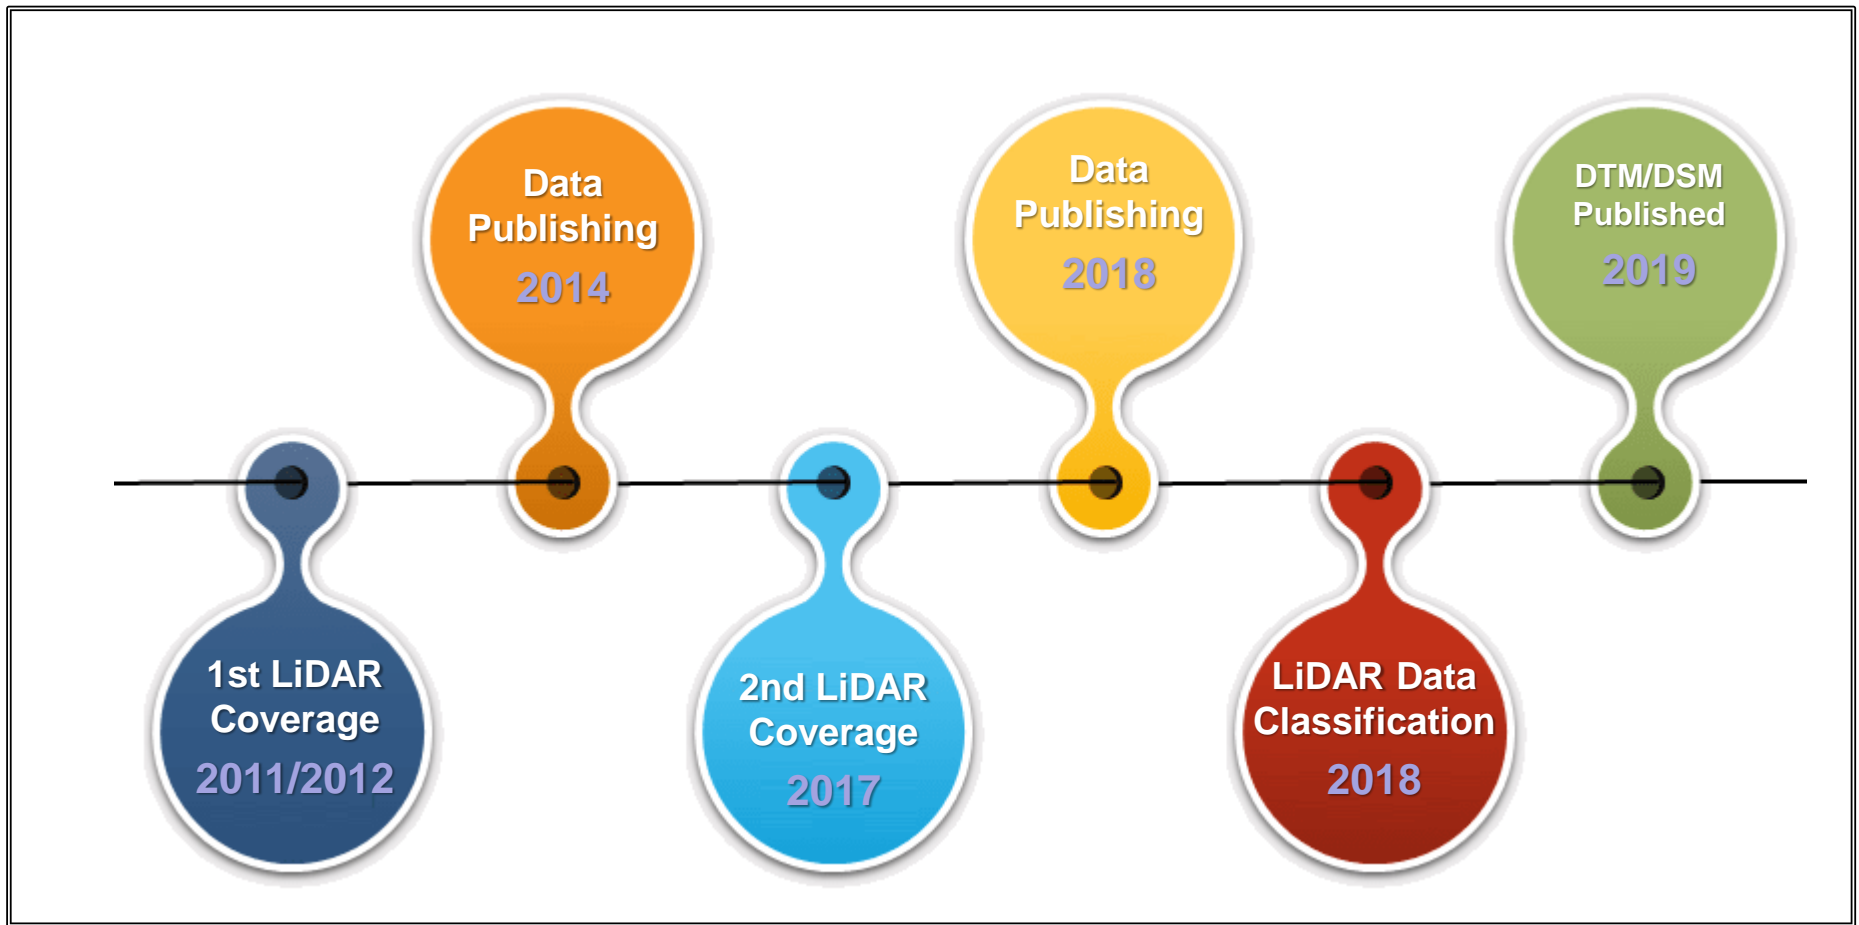 1st LiDAR
Coverage
2011/2012
Data
Publishing
2014
2nd LiDAR
Coverage
2017
Data
Publishing
2018
LiDAR Data
Classification
2018
DTM/DSM
Published
2019